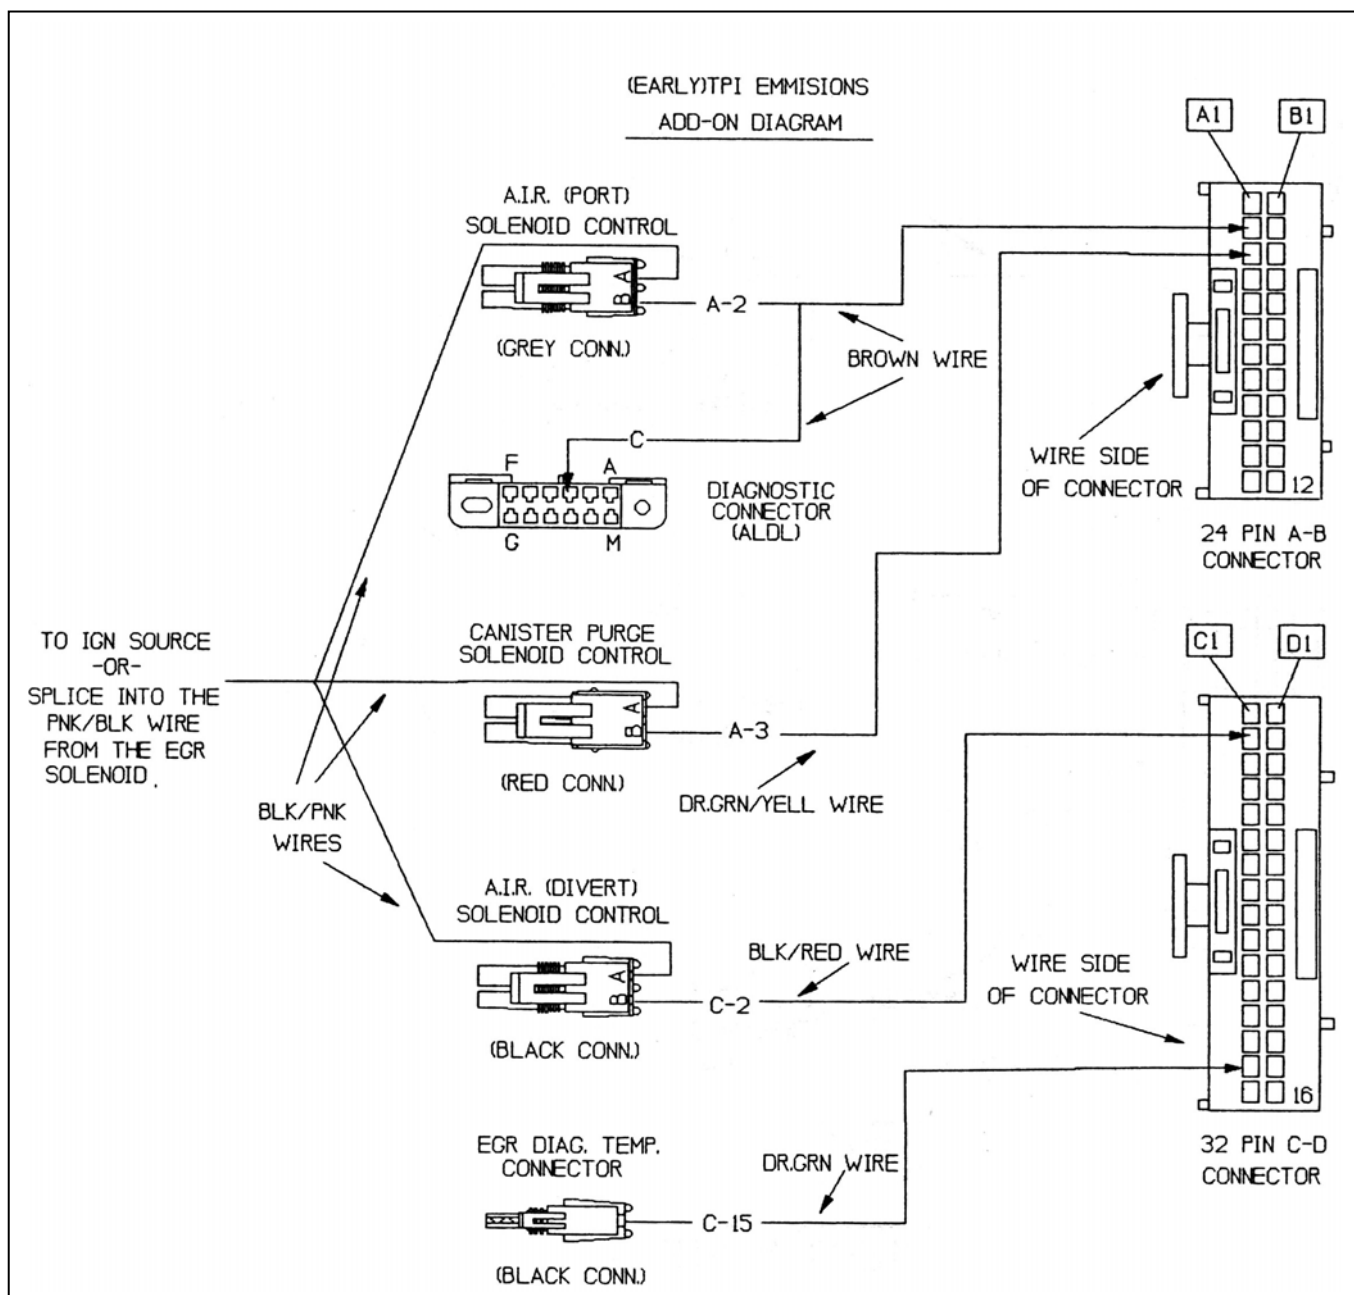 (EARLY)TPI EMMISIONS
ADD-ON DIAGRAM
A1
B1
A.I.R. (PORT)
SOLENOID CONTROL
A
B
A-2
(GREY CONN.)
BROWN WIRE
C
F
A
G
M
DIAGNOSTIC
CONNECTOR
(ALDL)
WIRE SIDE
OF CONNECTOR
12
24 PIN A-B
CONNECTOR
TO IGN SOURCE
-OR-
SPLICE INTO THE
PNK/BLK WIRE
FROM THE EGR
SOLENOID.
BLK/PNK
WIRES
CANISTER PURGE
SOLENOID CONTROL
A
B
A-3
(RED CONN.)
DR.GRN/YELL WIRE
C1
D1
A.I.R. (DIVERT)
SOLENOID CONTROL
A
B
C-2
BLK/RED WIRE
(BLACK CONN.)
WIRE SIDE
OF CONNECTOR
16
32 PIN C-D
CONNECTOR
EGR DIAG. TEMP.
CONNECTOR
C-15
DR.GRN WIRE
(BLACK CONN.)